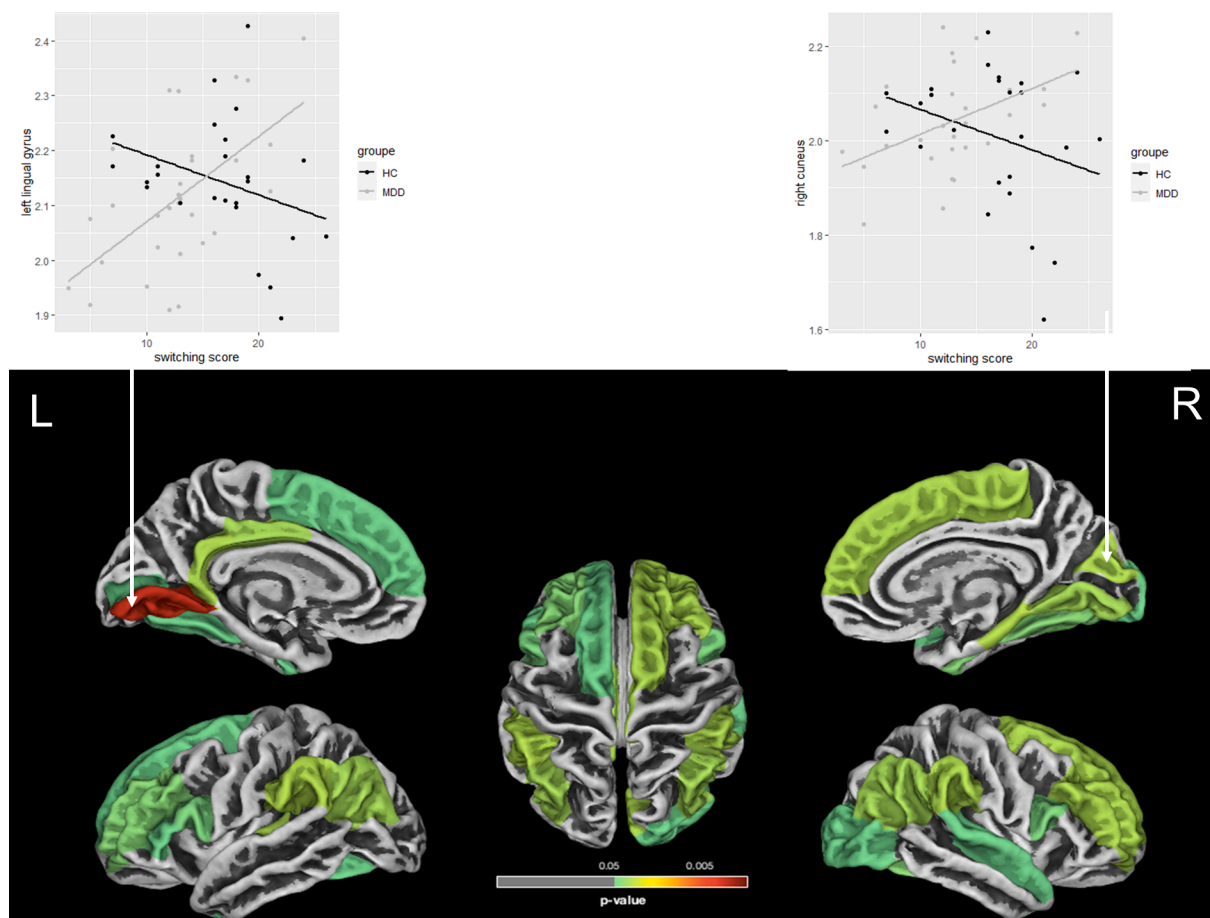 2.4
2.3
2.2
2.1
2.0
1.9
left lingual gyrus
10
20
switching score
groupe
HC
MDD
2.2
2.0
1.8
1.6
right cuneus
10
20
switching score
groupe
HC
MDD
L
R
0.05
0.005
p-value